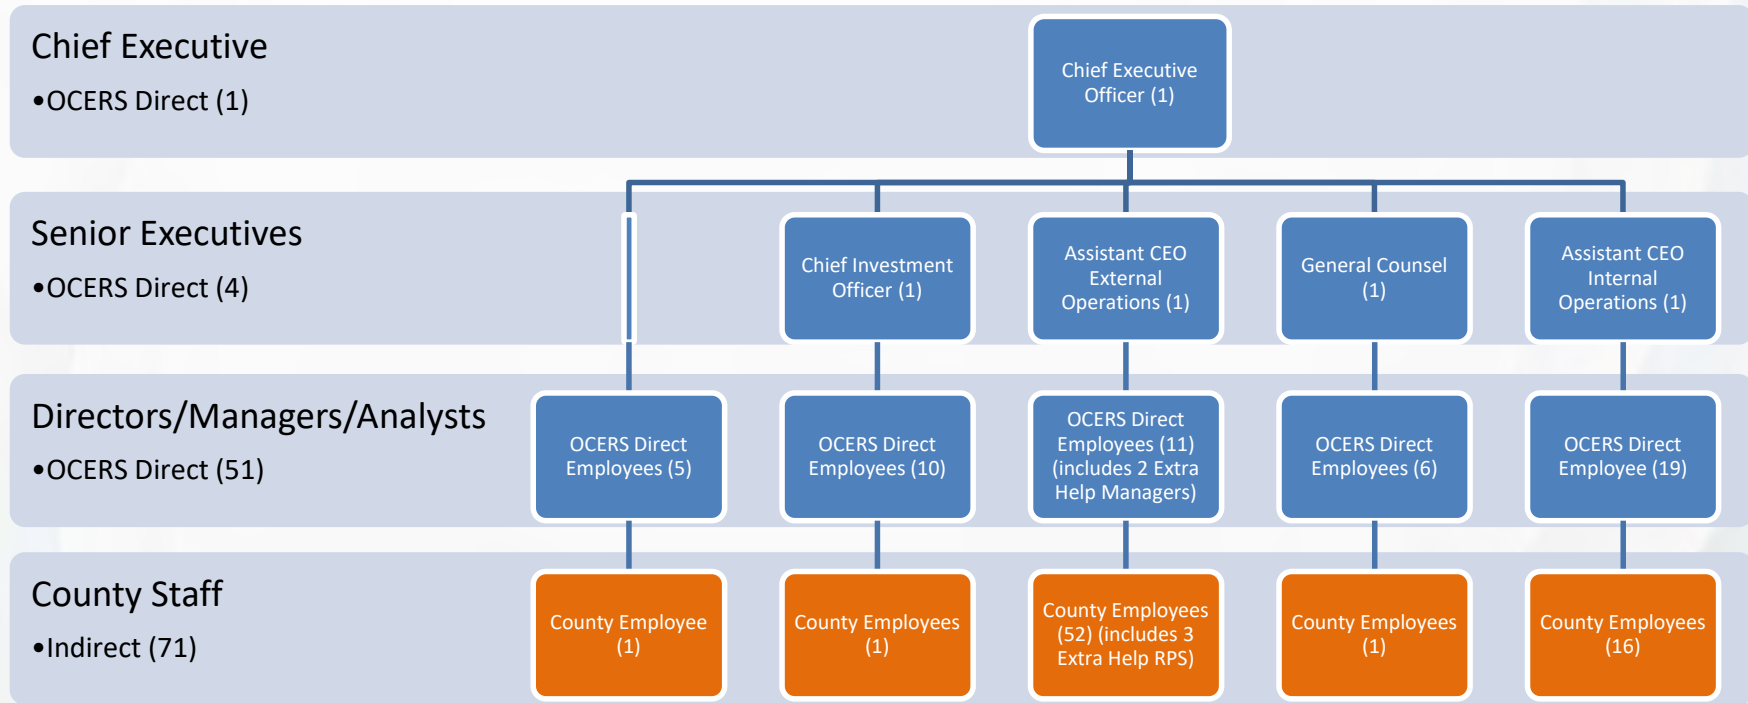 Chief Executive
•OCERS Direct (1)
Chief Executive
Officer (1)
Senior Executives
•OCERS Direct (4)
Chief Investment
Officer (1)
Assistant CEO
External
Operations (1)
General Counsel
(1)
Assistant CEO
Internal
Operations (1)
Directors/Managers/Analysts
•OCERS Direct (51)
OCERS Direct
Employees (5)
OCERS Direct
Employees (10)
OCERS Direct
Employees (11)
(includes 2 Extra
Help Managers)
OCERS Direct
Employees (6)
OCERS Direct
Employee (19)
County Staff
•Indirect (71)
County Employee
(1)
County Employees
(1)
County Employees
(52) (includes 3
Extra Help RPS)
County Employees
(1)
County Employees
(16)